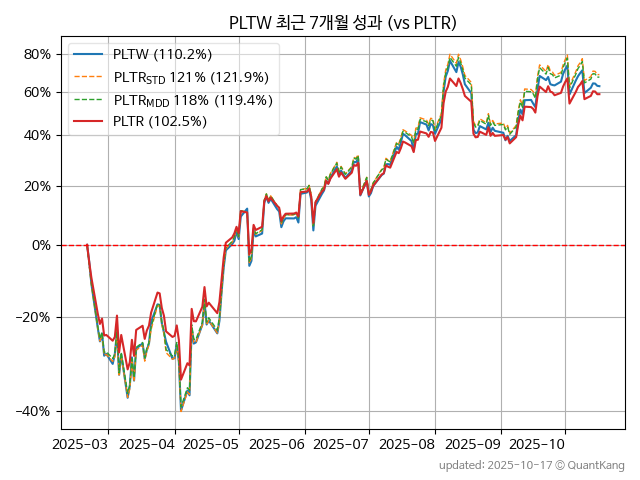 PLTW 최근 7개월 성과 (vs PLTR)
PLTW (110.2%)
PLTR_STD 121% (121.9%)
PLTR_MDD 118% (119.4%)
PLTR (102.5%)
80%
60%
40%
20%
0%
−20%
−40%
2025-03 2025-04 2025-05 2025-06 2025-07 2025-08 2025-09 2025-10
updated: 2025-10-17 © QuantKang